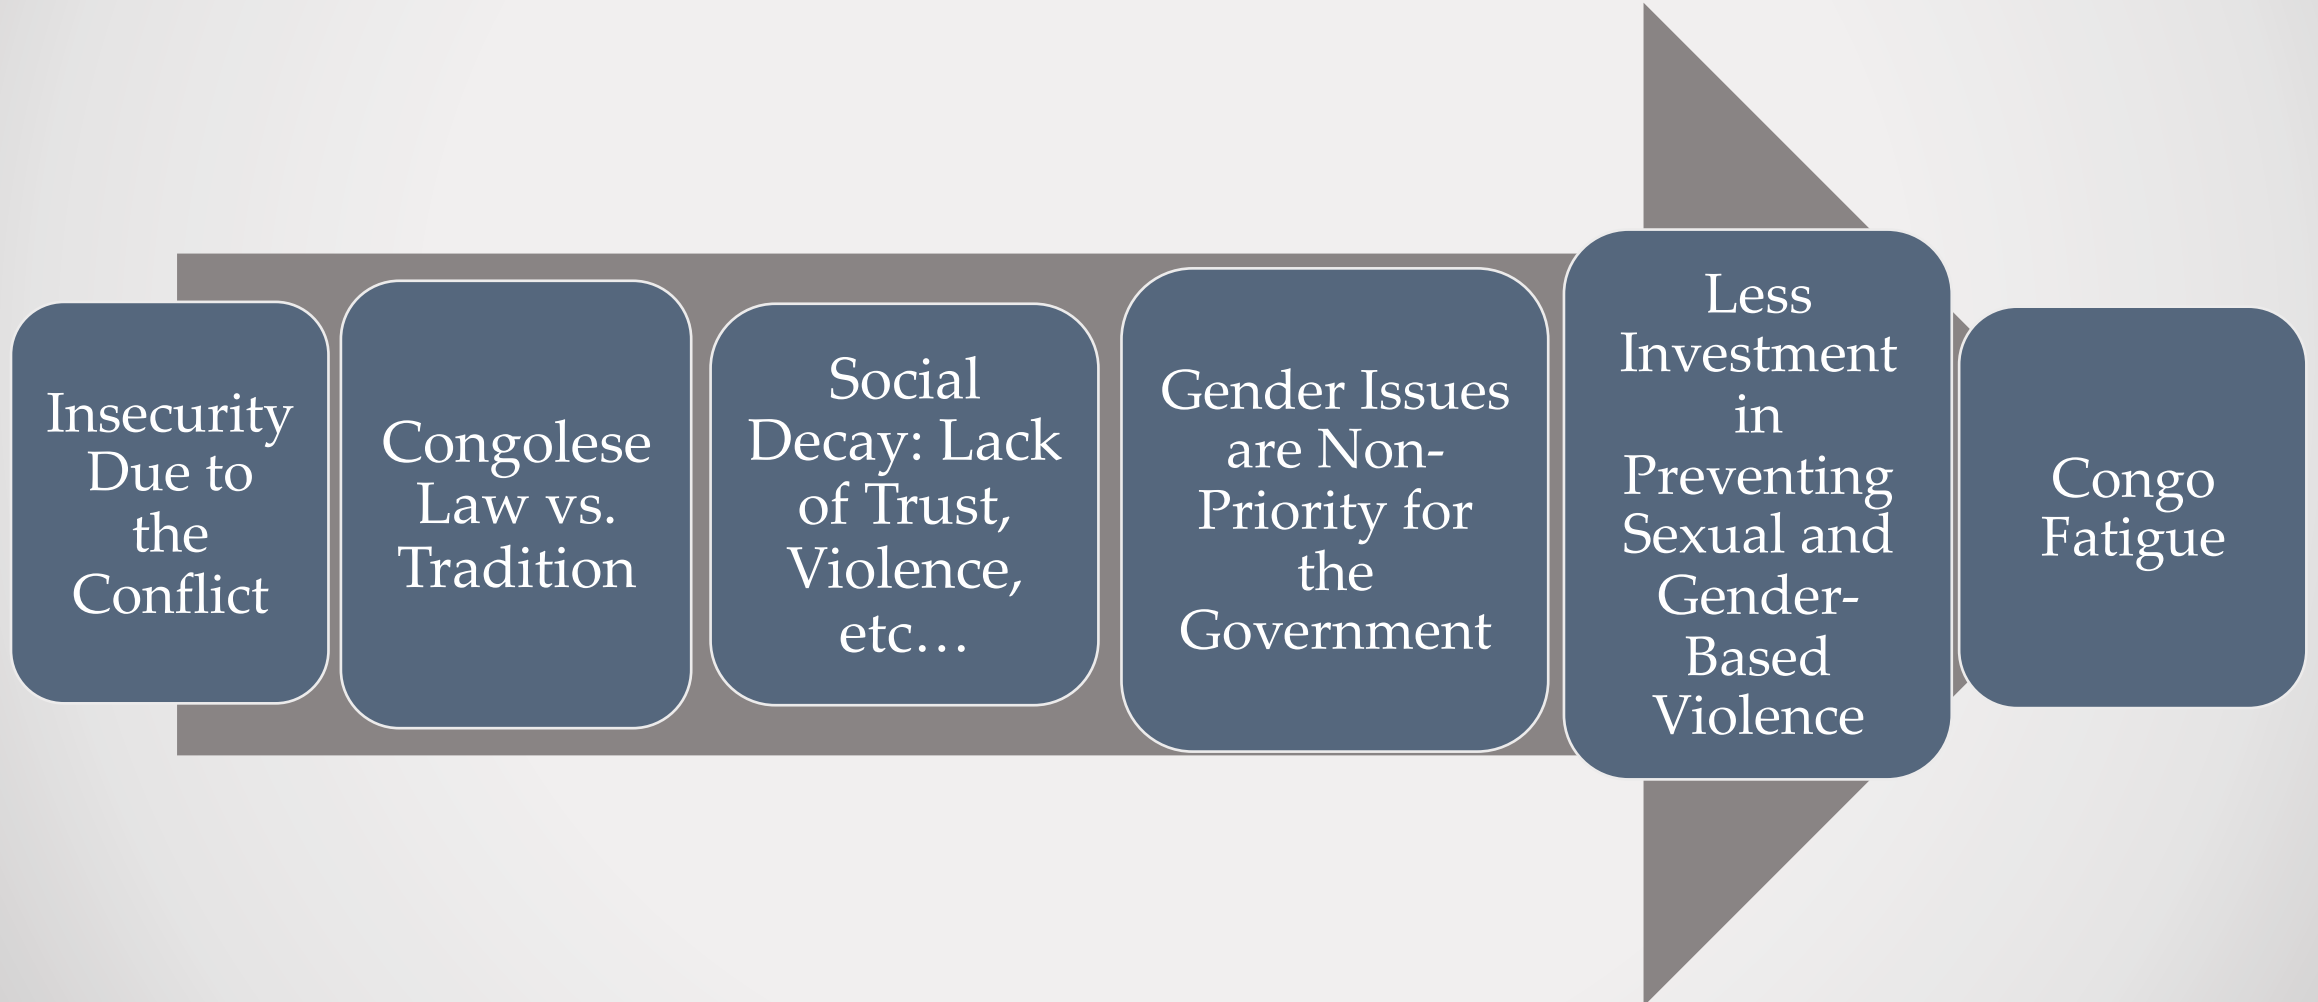 Insecurity
Due to
the
Conflict
Congolese
Law vs.
Tradition
Social
Decay: Lack
of Trust,
Violence,
etc…
Gender Issues
are Non-
Priority for
the
Government
Less
Investment
in
Preventing
Sexual and
Gender-
Based
Violence
Congo
Fatigue